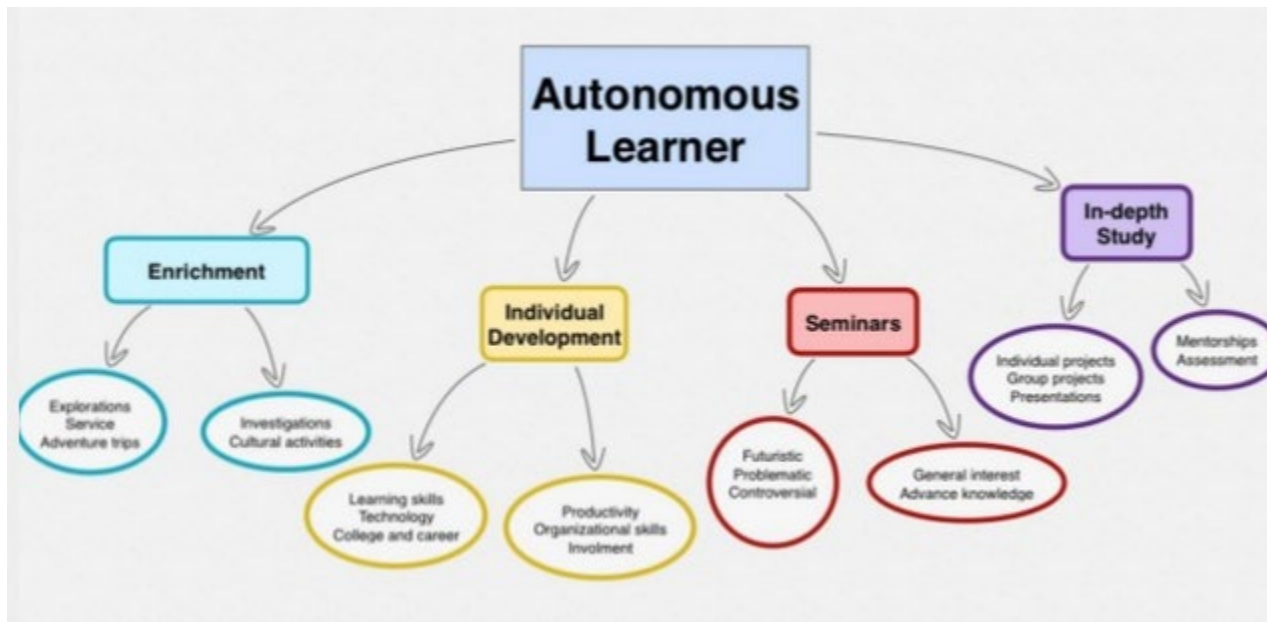 Autonomous
Learner
Enrichment
Explorations
Service
Adventure trips
Investigations
Cultural activities
Individual
Development
Learning skills
Technology
College and career
Productivity
Organizational skills
Involment
Seminars
Futuristic
Problematic
Controversial
General interest
Advance knowledge
In-depth
Study
Individual projects
Group projects
Presentations
Mentorships
Assessment